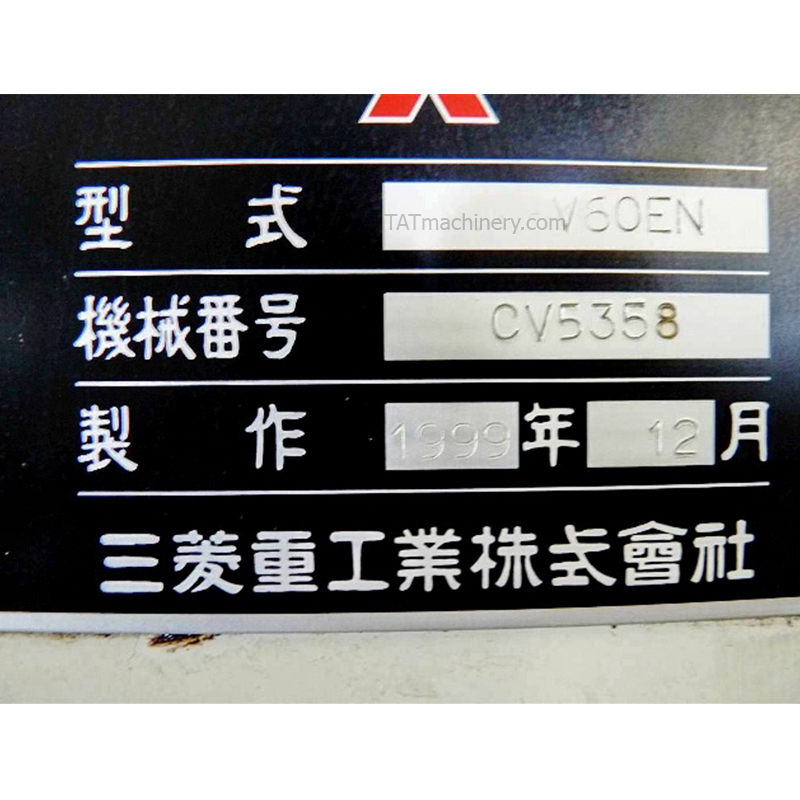 型式 V60EN
TATmachinery.com
機械番号 CV5358
製作 1999年 12月
三菱重工業株式會社